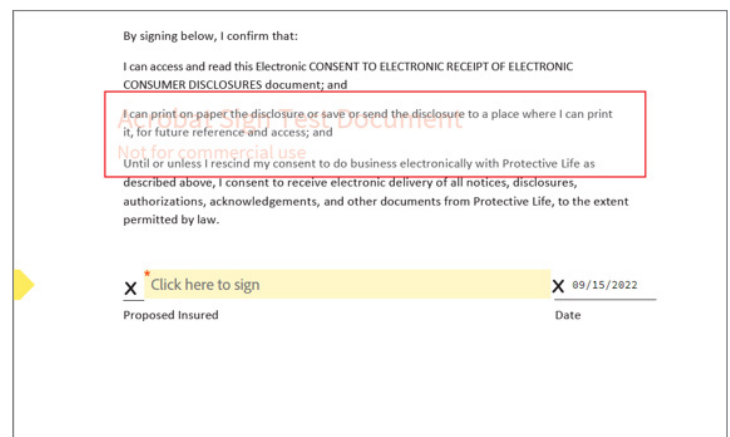 By signing below, I confirm that:
I can access and read this Electronic CONSENT TO ELECTRONIC RECEIPT OF ELECTRONIC
CONSUMER DISCLOSURES document; and
I can print on paper the disclosure or save or send the disclosure to a place where I can print
Acrobat Sign Test Document
it, for future reference and access; and
Not for commercial use
Until or unless I rescind my consent to do business electronically with Protective Life as
described above, I consent to receive electronic delivery of all notices, disclosures,
authorizations, acknowledgements, and other documents from Protective Life, to the extent
permitted by law.
X * Click here to sign X 09/15/2022
Proposed Insured Date